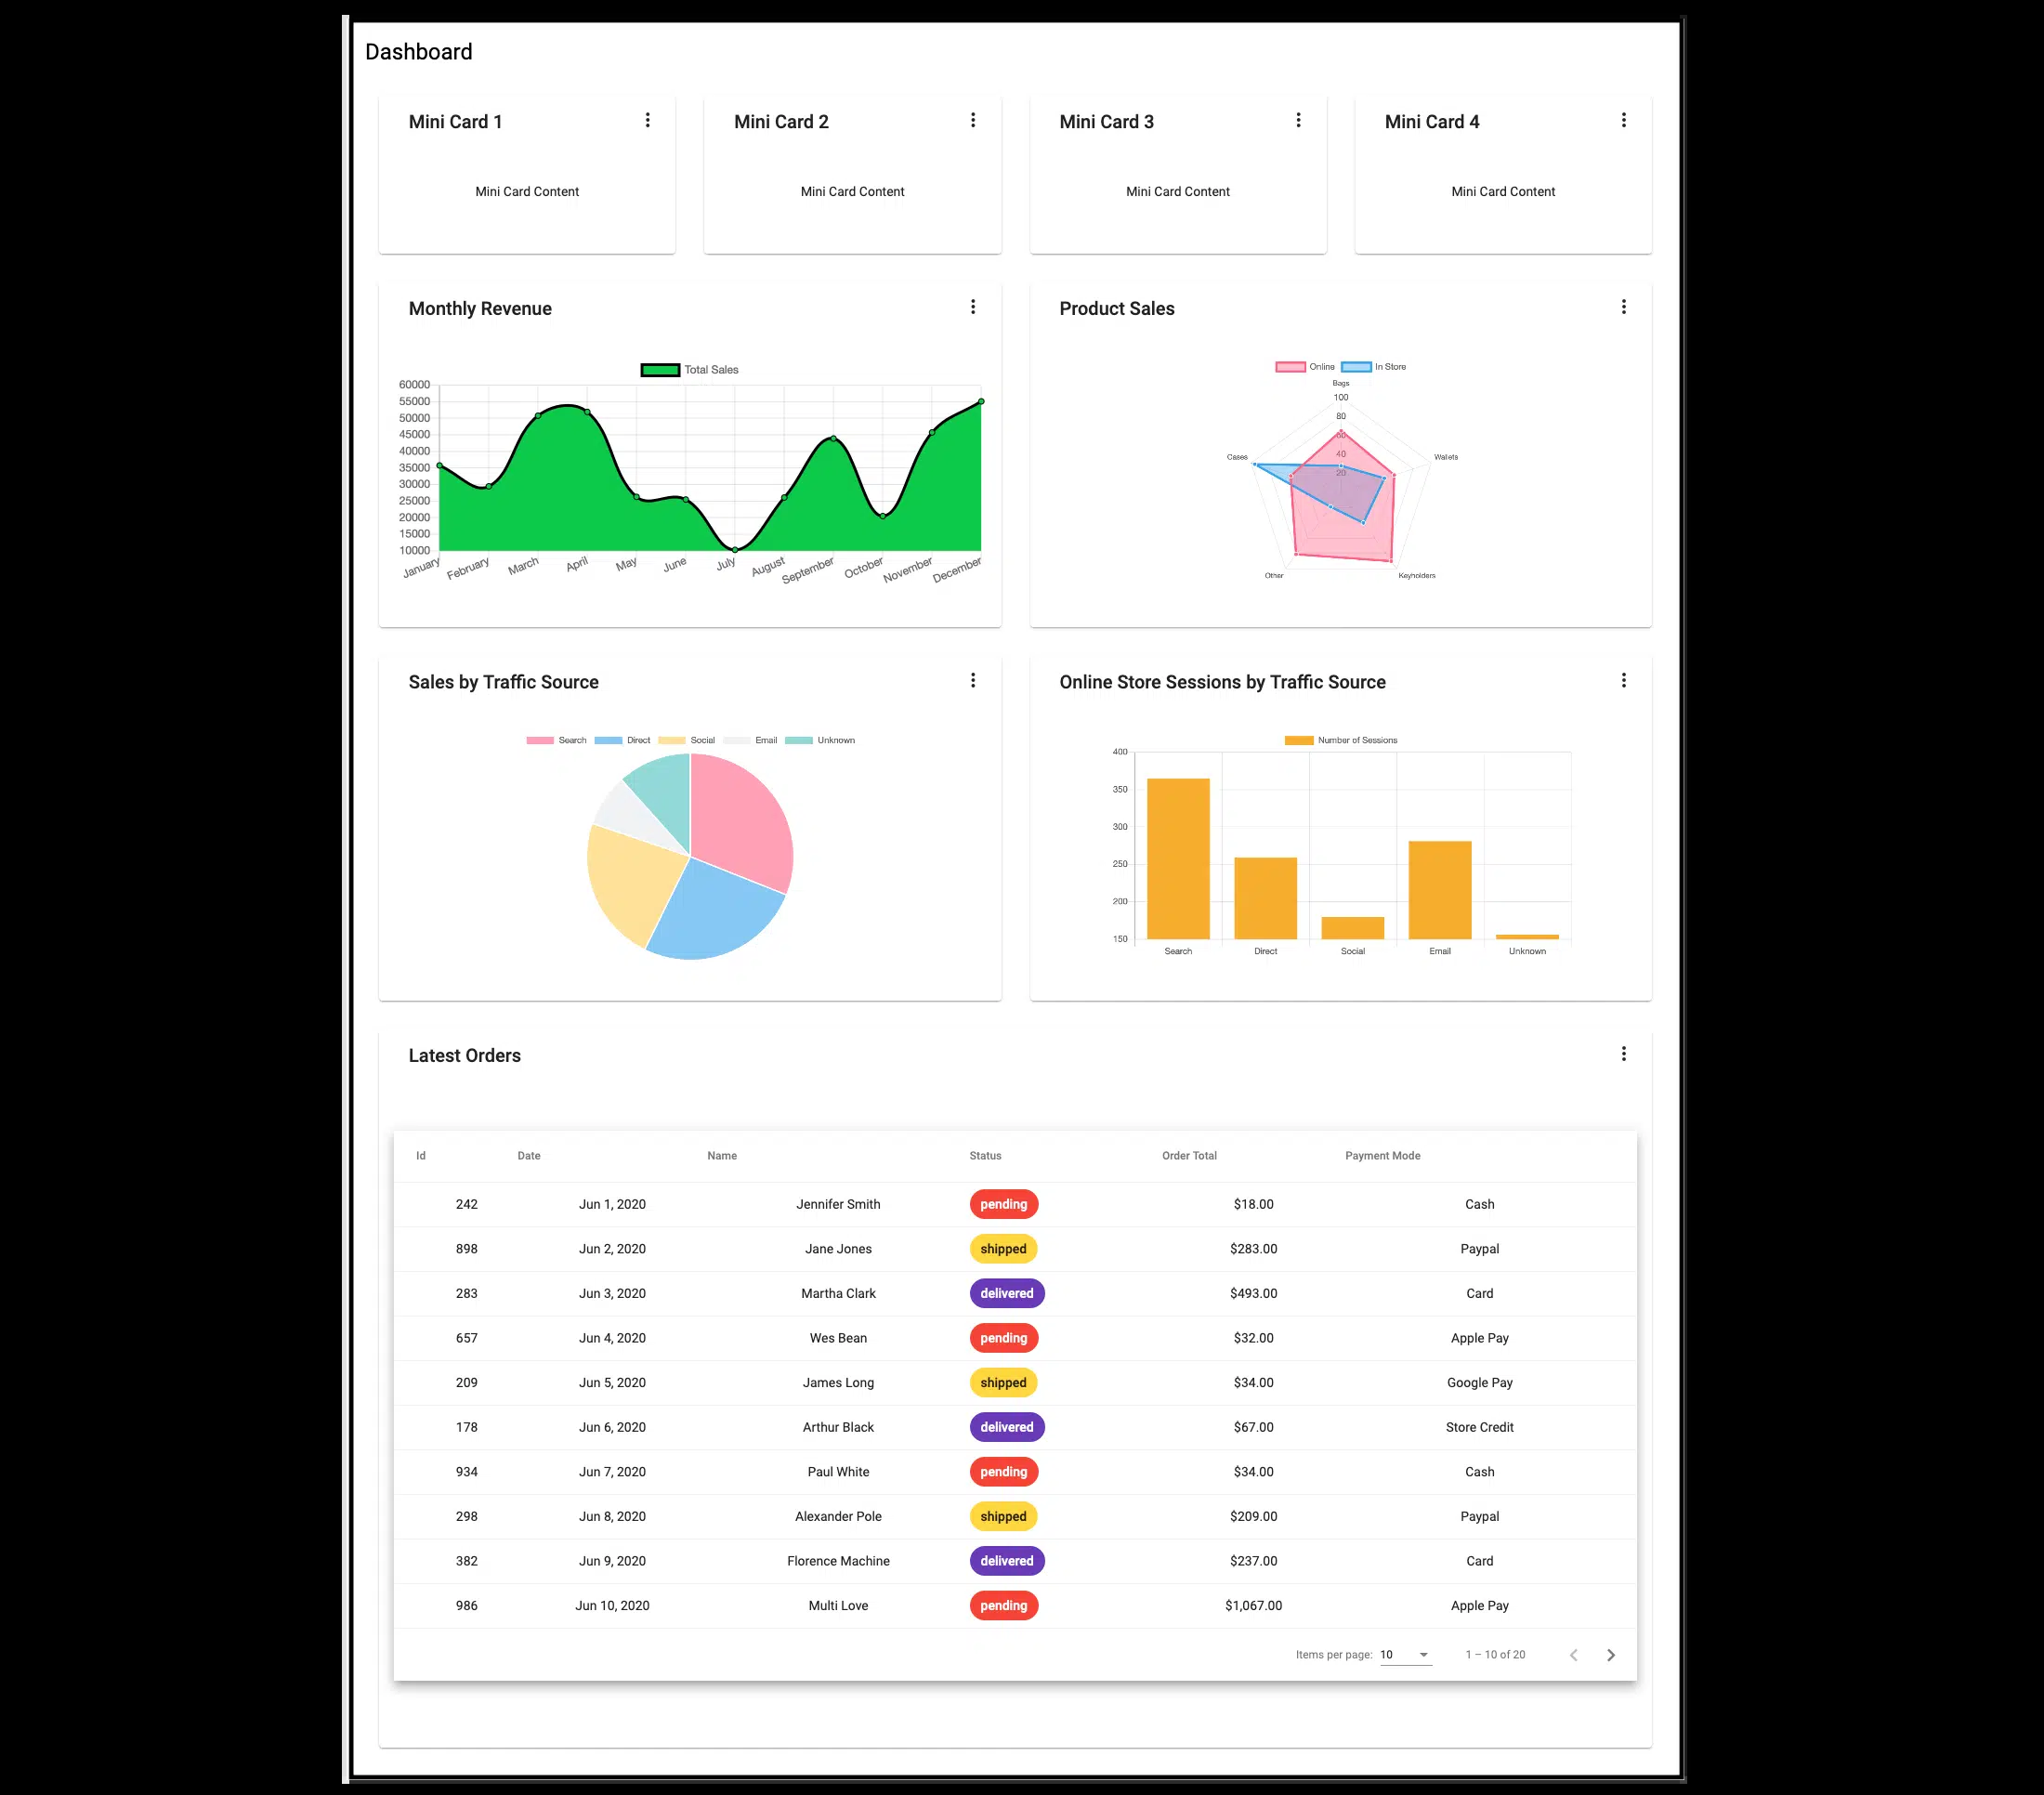 Dashboard
Mini Card 1
Mini Card Content
Mini Card 2
Mini Card Content
Mini Card 3
Mini Card Content
Mini Card 4
Mini Card Content
Monthly Revenue
Total Sales
60000
55000
50000
45000
40000
35000
30000
25000
20000
15000
10000
January February March April May June July August September October November December
Product Sales
Online In Store
Bags
100
80
60
40
20
Cases Wallets
Other Keyholders
Sales by Traffic Source
Search Direct Social Email Unknown
Online Store Sessions by Traffic Source
Number of Sessions
400
350
300
250
200
150
Search Direct Social Email Unknown
Latest Orders
Id Date Name Status Order Total Payment Mode
242 Jun 1, 2020 Jennifer Smith pending $18.00 Cash
898 Jun 2, 2020 Jane Jones shipped $283.00 Paypal
283 Jun 3, 2020 Martha Clark delivered $493.00 Card
657 Jun 4, 2020 Wes Bean pending $32.00 Apple Pay
209 Jun 5, 2020 James Long shipped $34.00 Google Pay
178 Jun 6, 2020 Arthur Black delivered $67.00 Store Credit
934 Jun 7, 2020 Paul White pending $34.00 Cash
298 Jun 8, 2020 Alexander Pole shipped $209.00 Paypal
382 Jun 9, 2020 Florence Machine delivered $237.00 Card
986 Jun 10, 2020 Multi Love pending $1,067.00 Apple Pay
Items per page: 10 1 – 10 of 20